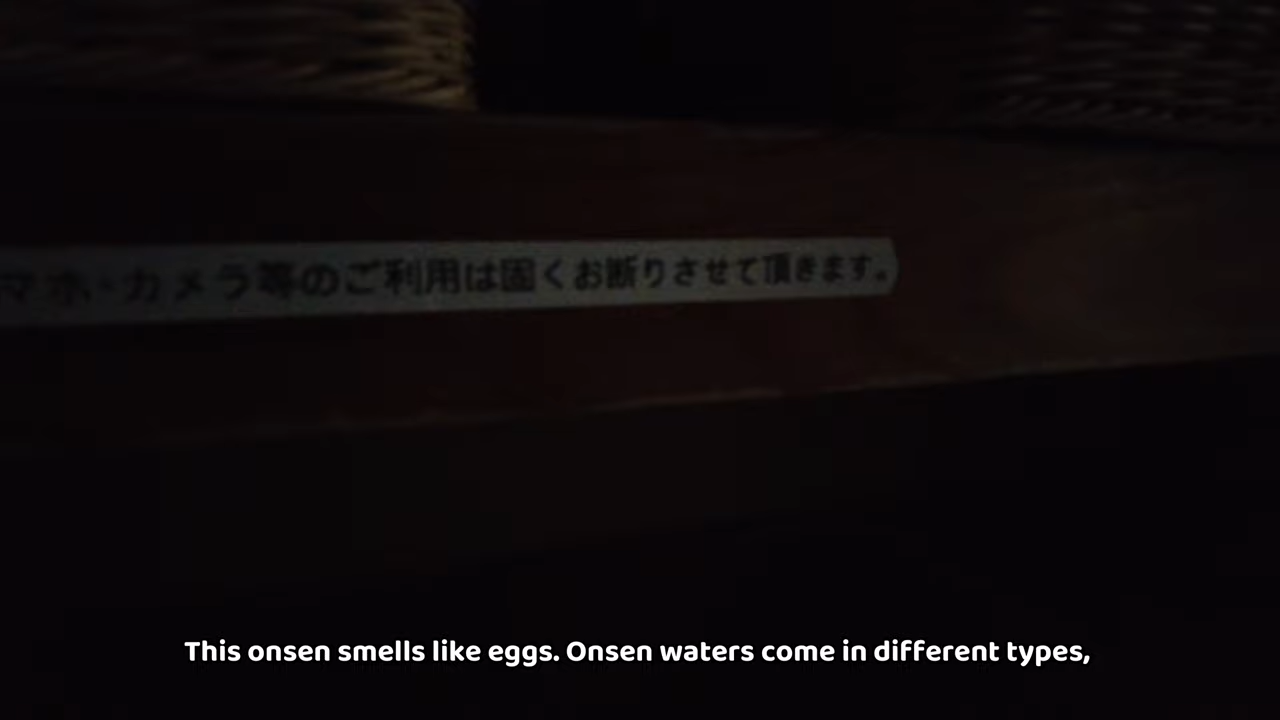 マホ・カメラ等のご利用は固くお断りさせて頂きます。
This onsen smells like eggs. Onsen waters come in different types,